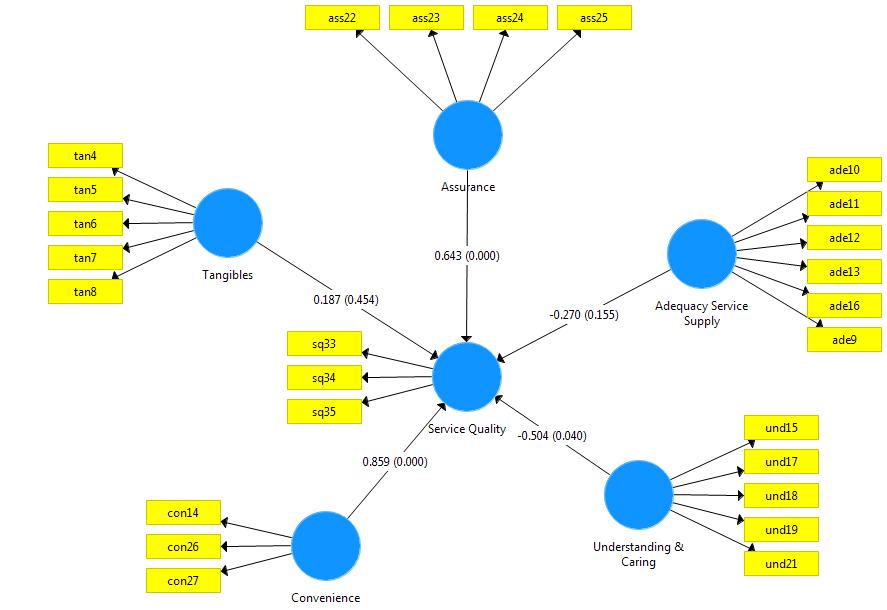 ass22
ass23
ass24
ass25
Assurance
tan4
tan5
tan6
tan7
tan8
Tangibles
ade10
ade11
ade12
ade13
ade16
ade9
Adequacy Service
Supply
0.643 (0.000)
0.187 (0.454)
-0.270 (0.155)
sq33
sq34
sq35
Service Quality
-0.504 (0.040)
0.859 (0.000)
und15
und17
und18
und19
und21
Understanding &
Caring
con14
con26
con27
Convenience